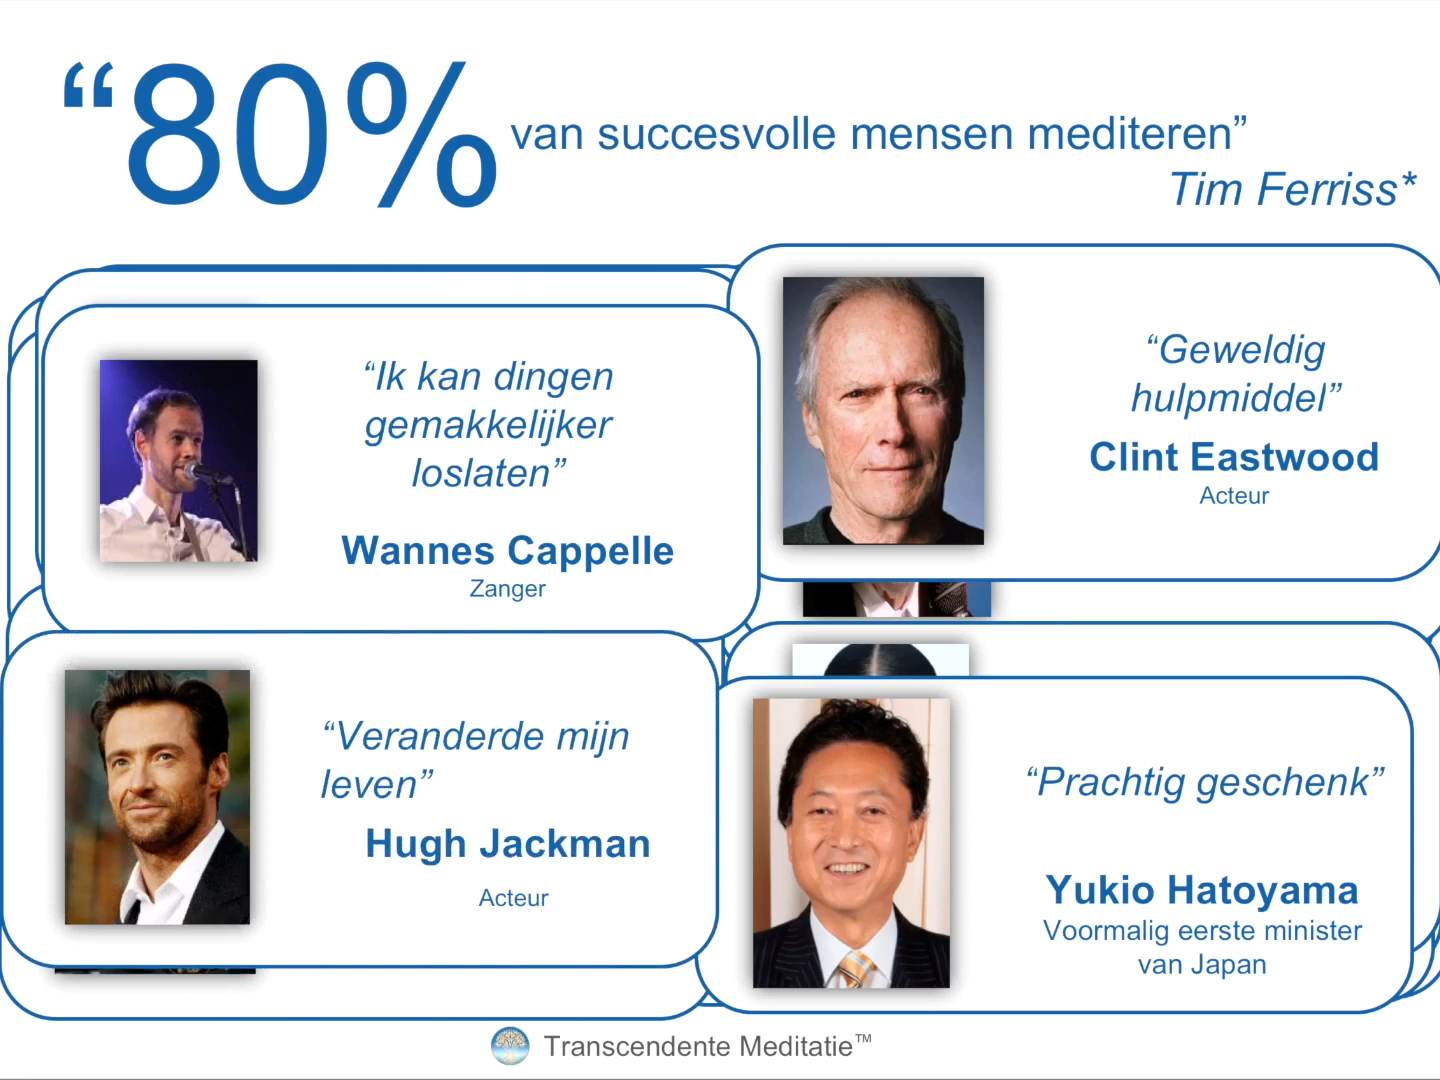 “80% van succesvolle mensen mediteren”
Tim Ferriss*
“Ik kan dingen
gemakkelijker
loslaten”
Wannes Cappelle
Zanger
“Geweldig
hulpmiddel”
Clint Eastwood
Acteur
“Veranderde mijn
leven”
Hugh Jackman
Acteur
“Prachtig geschenk”
Yukio Hatoyama
Voormalig eerste minister
van Japan
Transcendente Meditatie™